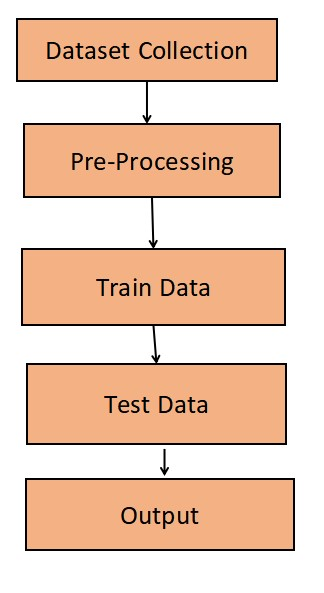 Dataset Collection
Pre-Processing
Train Data
Test Data
Output